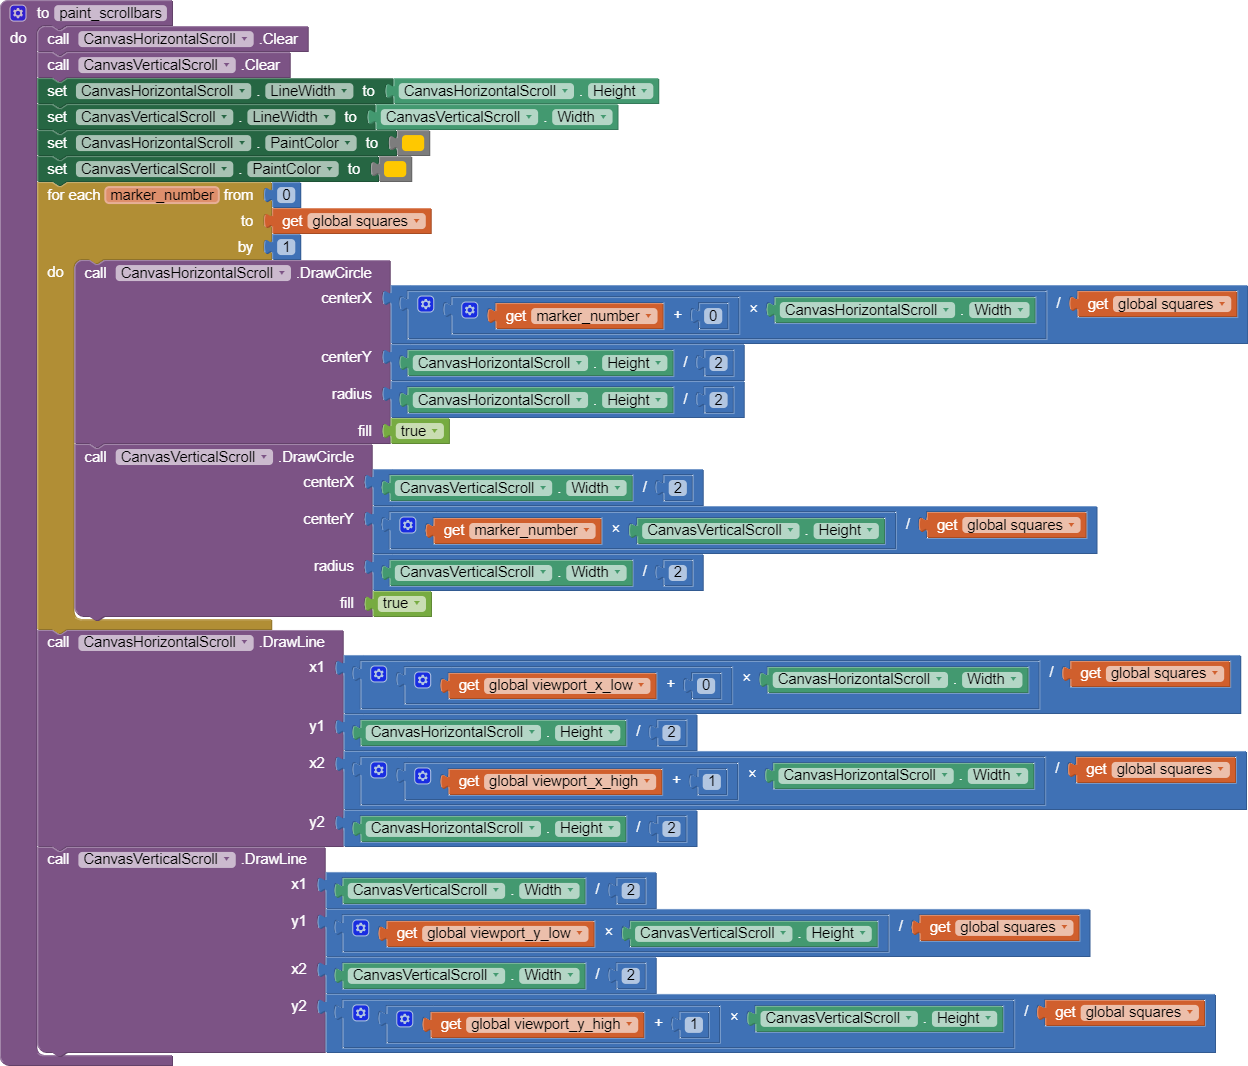 to paint_scrollbars
do call CanvasHorizontalScroll .Clear
call CanvasVerticalScroll .Clear
set CanvasHorizontalScroll . LineWidth to CanvasHorizontalScroll . Height
set CanvasVerticalScroll . LineWidth to CanvasVerticalScroll . Width
set CanvasHorizontalScroll . PaintColor to
set CanvasVerticalScroll . PaintColor to
for each marker_number from 0
to get global squares
by 1
do call CanvasHorizontalScroll .DrawCircle
centerX get marker_number + 0 × CanvasHorizontalScroll . Width / get global squares
centerY CanvasHorizontalScroll . Height / 2
radius CanvasHorizontalScroll . Height / 2
fill true
call CanvasVerticalScroll .DrawCircle
centerX CanvasVerticalScroll . Width / 2
centerY get marker_number × CanvasVerticalScroll . Height / get global squares
radius CanvasVerticalScroll . Width / 2
fill true
call CanvasHorizontalScroll .DrawLine
x1 get global viewport_x_low + 0 × CanvasHorizontalScroll . Width / get global squares
y1 CanvasHorizontalScroll . Height / 2
x2 get global viewport_x_high + 1 × CanvasHorizontalScroll . Width / get global squares
y2 CanvasHorizontalScroll . Height / 2
call CanvasVerticalScroll .DrawLine
x1 CanvasVerticalScroll . Width / 2
y1 get global viewport_y_low × CanvasVerticalScroll . Height / get global squares
x2 CanvasVerticalScroll . Width / 2
y2 get global viewport_y_high + 1 × CanvasVerticalScroll . Height / get global squares